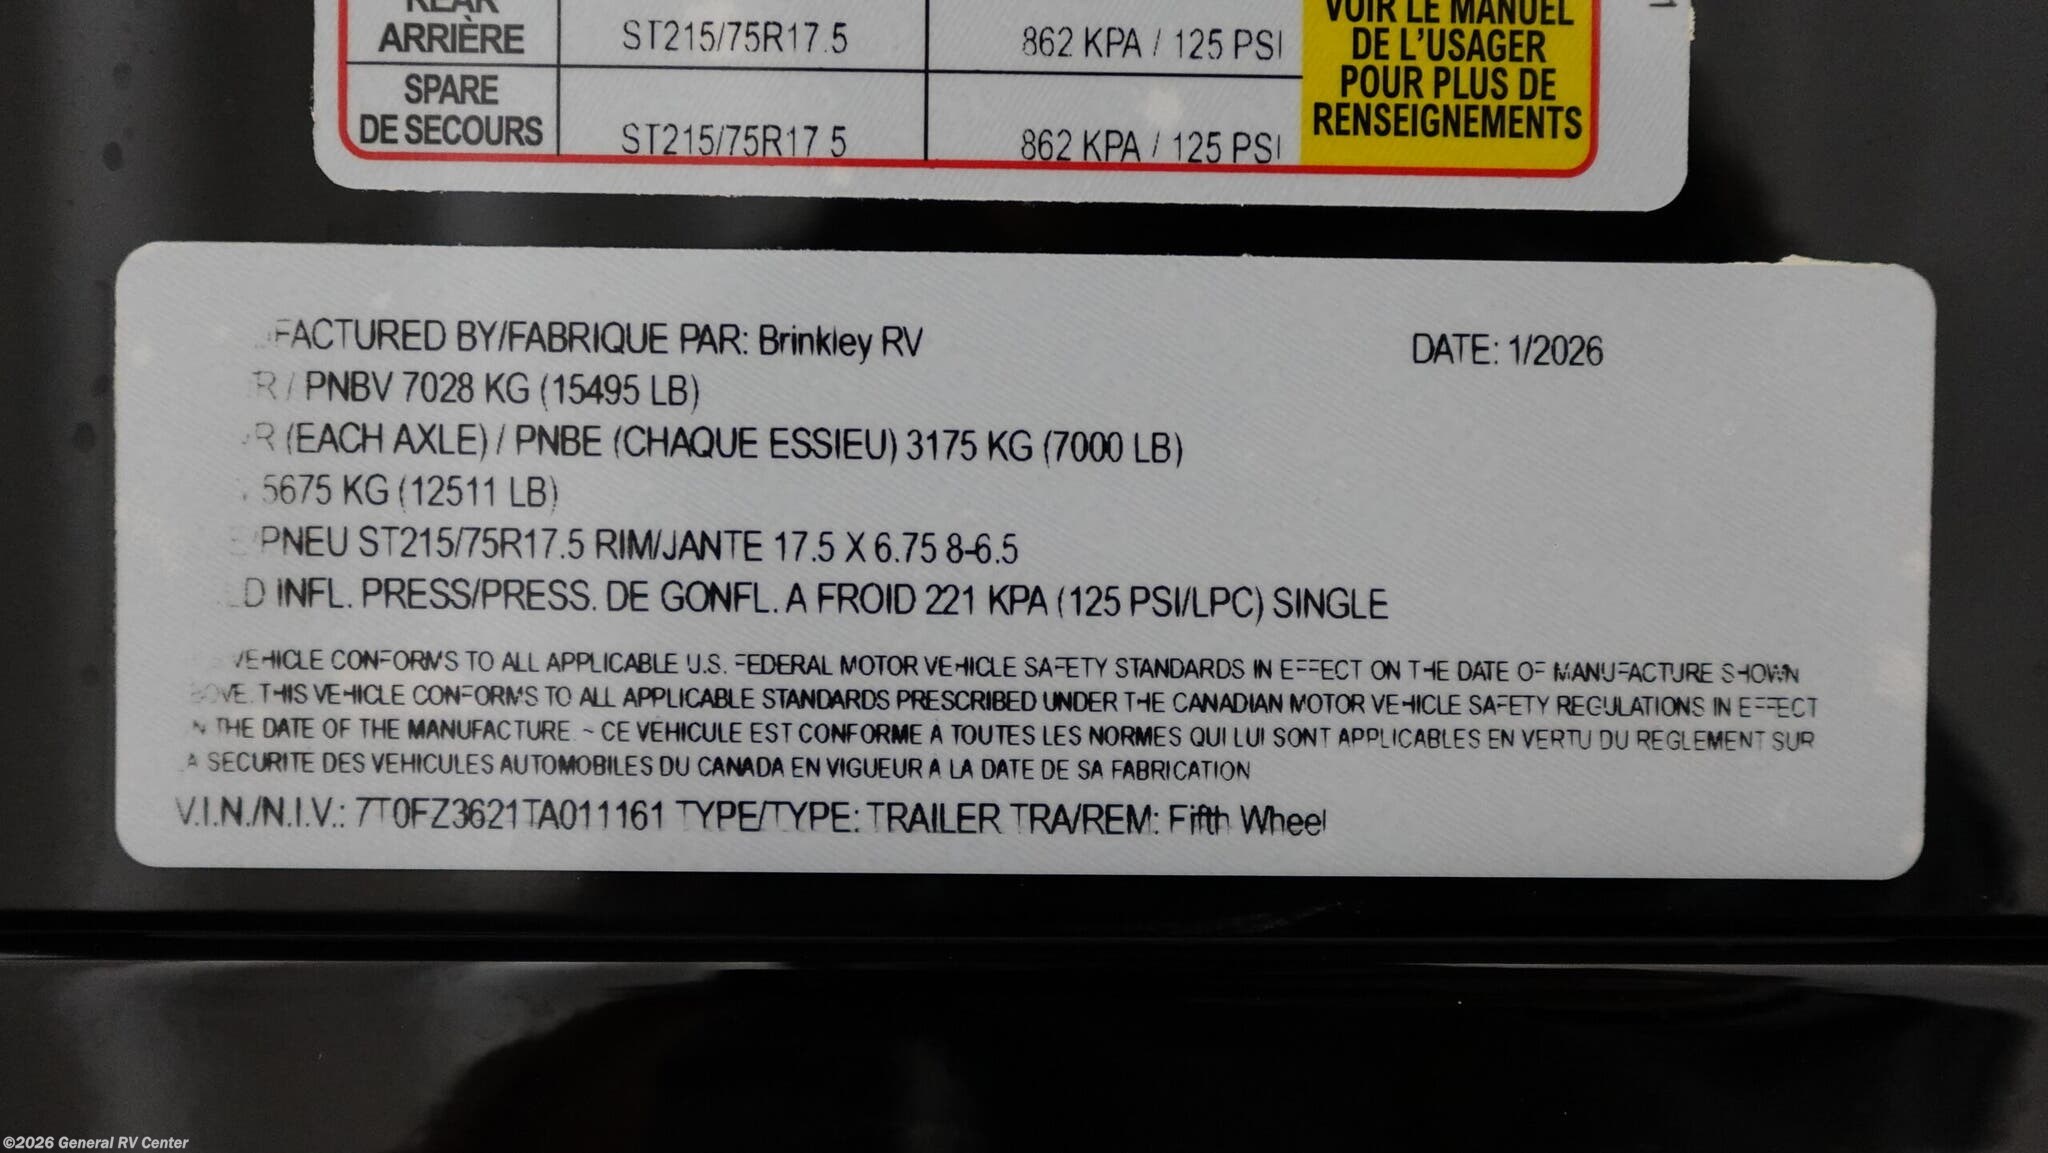 REAR
ARRIÈRE
ST215/75R17.5
862 KPA / 125 PSI
SPARE
DE SECOURS
ST215/75R17 5
862 KPA / 125 PSI
VOIR LE MANUEL
DE L'USAGER
POUR PLUS DE
RENSEIGNEMENTS
FACTURED BY/FABRIQUE PAR: Brinkley RV
DATE: 1/2026
R / PNBV 7028 KG (15495 LB)
R (EACH AXLE) / PNBE (CHAQUE ESSIEU) 3175 KG (7000 LB)
5675 KG (12511 LB)
E/PNEU ST215/75R17.5 RIM/JANTE 17.5 X 6.75 8-6.5
LD INFL. PRESS/PRESS. DE GONFL. A FROID 221 KPA (125 PSI/LPC) SINGLE
VEHICLE CONFORMS TO ALL APPLICABLE U.S. FEDERAL MOTOR VEHICLE SAFETY STANDARDS IN EFFECT ON THE DATE OF MANUFACTURE SHOWN
OVE. THIS VEHICLE CONFORMS TO ALL APPLICABLE STANDARDS PRESCRIBED UNDER THE CANADIAN MOTOR VEHICLE SAFETY REGULATIONS IN EFFECT
N THE DATE OF THE MANUFACTURE. ~ CE VEHICULE EST CONFORME A TOUTES LES NORMES QUI LUI SONT APPLICABLES EN VERTU DU REGLEMENT SUR
A SECURITE DES VEHICULES AUTOMOBILES DU CANADA EN VIGUEUR A LA DATE DE SA FABRICATION
V.I.N./N.I.V.: 7T0FZ3621TA011161 TYPE/TYPE: TRAILER TRA/REM: Fifth Wheel
©2026 General RV Center